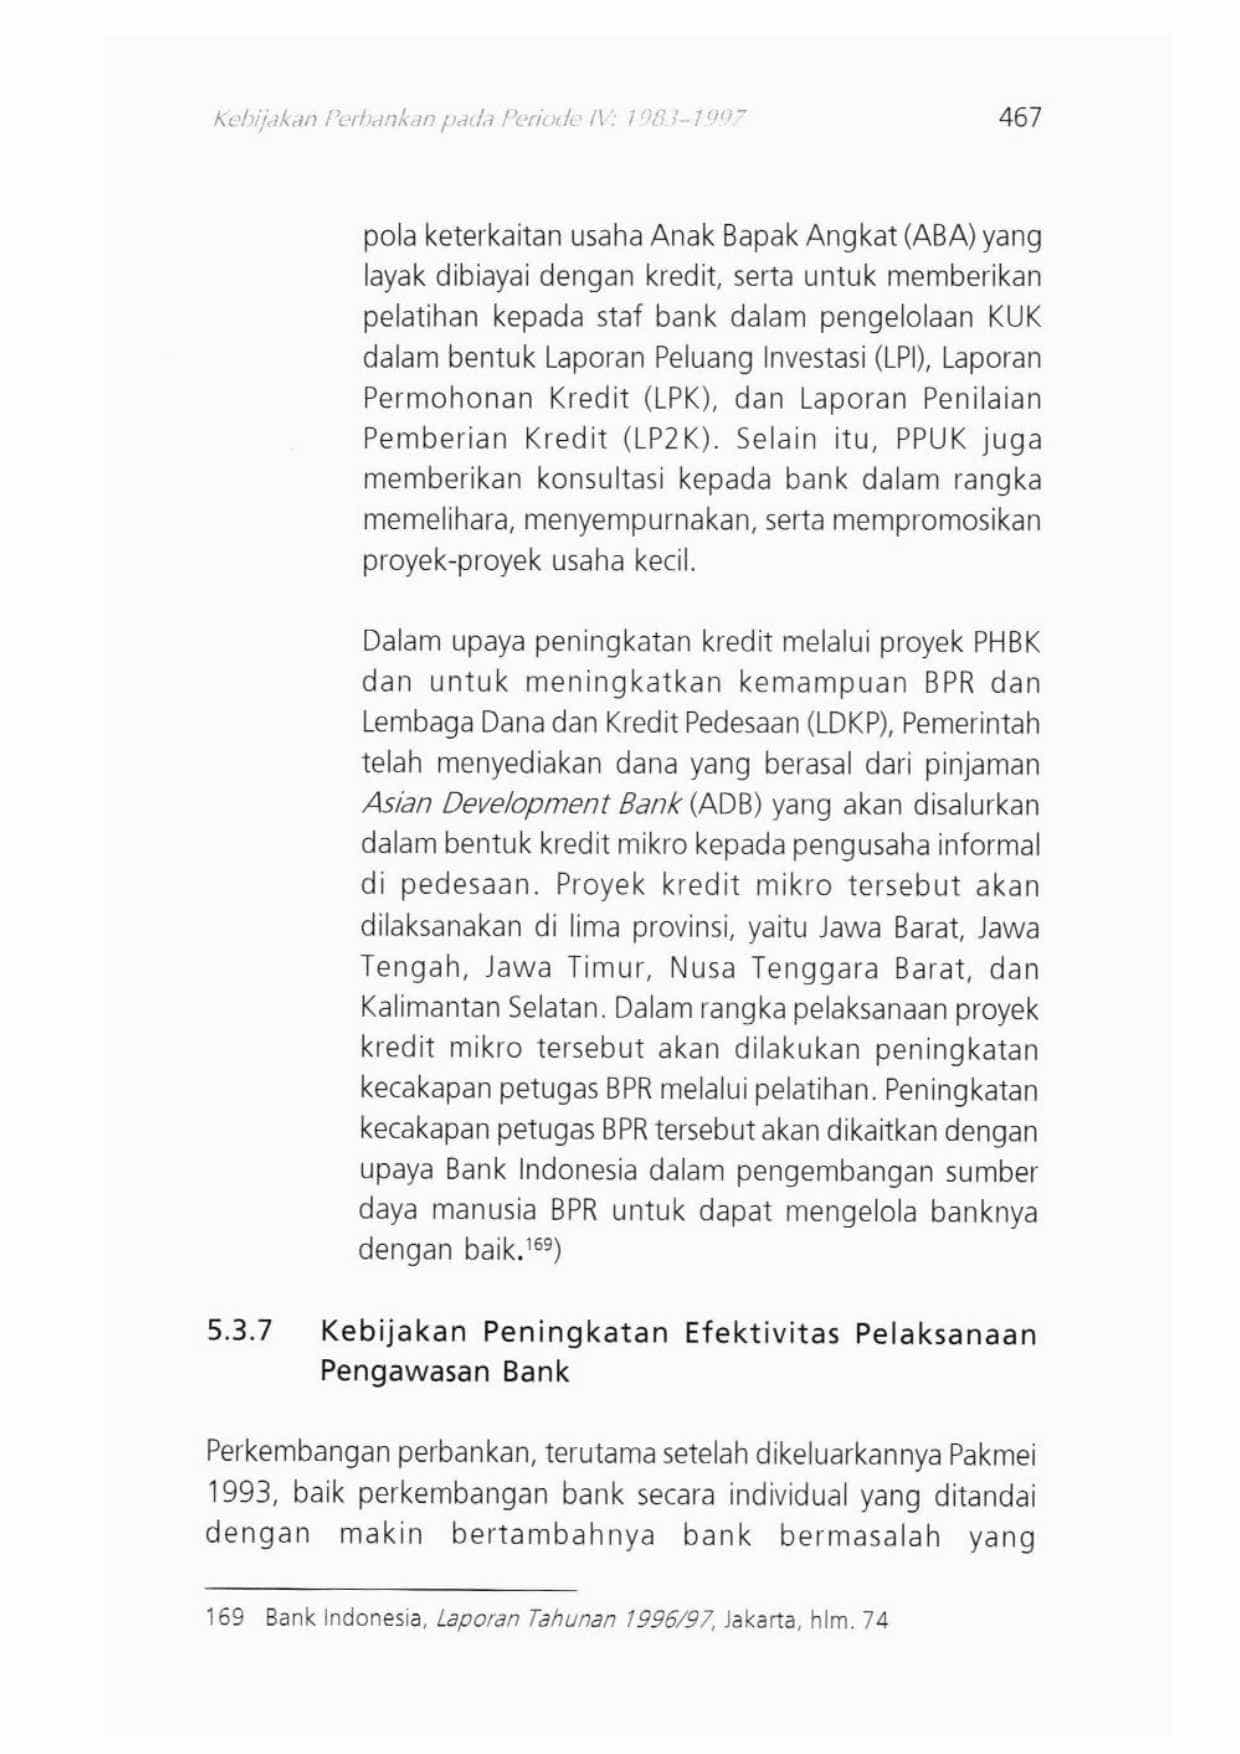 Kebijakan Perbankan pada Periode IV: 1983–1997 467
pola keterkaitan usaha Anak Bapak Angkat (ABA) yang
layak dibiayai dengan kredit, serta untuk memberikan
pelatihan kepada staf bank dalam pengelolaan KUK
dalam bentuk Laporan Peluang Investasi (LPI), Laporan
Permohonan Kredit (LPK), dan Laporan Penilaian
Pemberian Kredit (LP2K). Selain itu, PPUK juga
memberikan konsultasi kepada bank dalam rangka
memelihara, menyempurnakan, serta mempromosikan
proyek-proyek usaha kecil.
Dalam upaya peningkatan kredit melalui proyek PHBK
dan untuk meningkatkan kemampuan BPR dan
Lembaga Dana dan Kredit Pedesaan (LDKP), Pemerintah
telah menyediakan dana yang berasal dari pinjaman
Asian Development Bank (ADB) yang akan disalurkan
dalam bentuk kredit mikro kepada pengusaha informal
di pedesaan. Proyek kredit mikro tersebut akan
dilaksanakan di lima provinsi, yaitu Jawa Barat, Jawa
Tengah, Jawa Timur, Nusa Tenggara Barat, dan
Kalimantan Selatan. Dalam rangka pelaksanaan proyek
kredit mikro tersebut akan dilakukan peningkatan
kecakapan petugas BPR melalui pelatihan. Peningkatan
kecakapan petugas BPR tersebut akan dikaitkan dengan
upaya Bank Indonesia dalam pengembangan sumber
daya manusia BPR untuk dapat mengelola banknya
dengan baik.¹⁶⁹)
5.3.7 Kebijakan Peningkatan Efektivitas Pelaksanaan
Pengawasan Bank
Perkembangan perbankan, terutama setelah dikeluarkannya Pakmei
1993, baik perkembangan bank secara individual yang ditandai
dengan makin bertambahnya bank bermasalah yang
169 Bank Indonesia, Laporan Tahunan 1996/97, Jakarta, hlm. 74